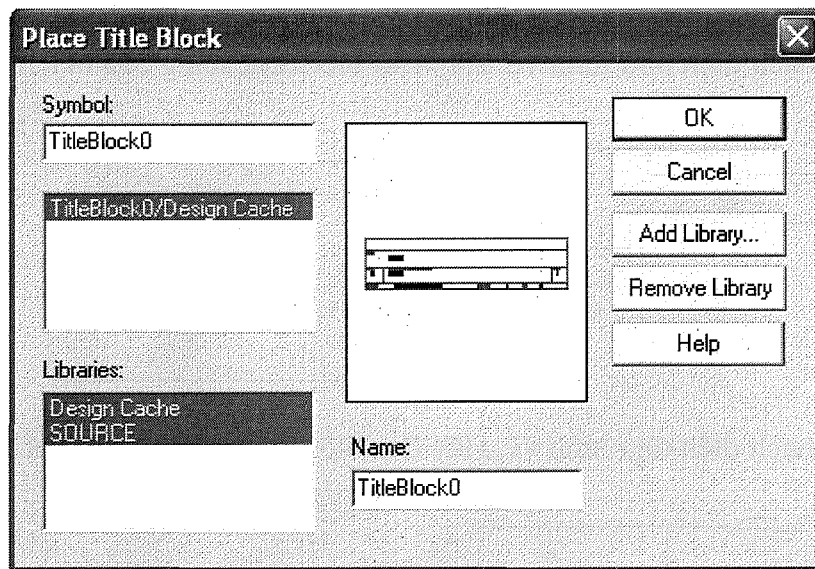 Place Title Block
Symbol:
TitleBlock0
TitleBlock0/Design Cache
Libraries:
Design Cache
SOURCE
Name:
TitleBlock0
OK
Cancel
Add Library...
Remove Library
Help